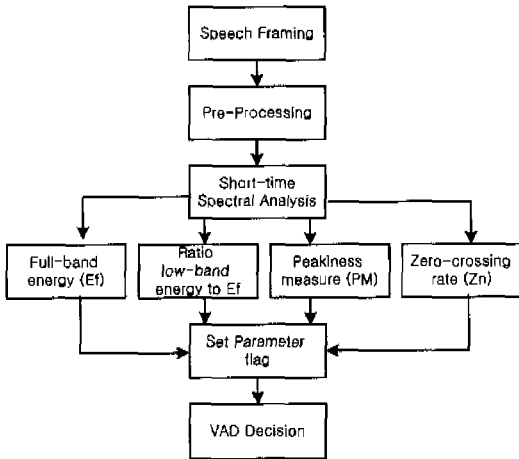 Speech Framing
Pre-Processing
Short-time
Spectral Analysis
Full-band
energy (Ef)
Ratio
low-band
energy to Ef
Peakiness
measure (PM)
Zero-crossing
rate (Zn)
Set Parameter
flag
VAD Decision